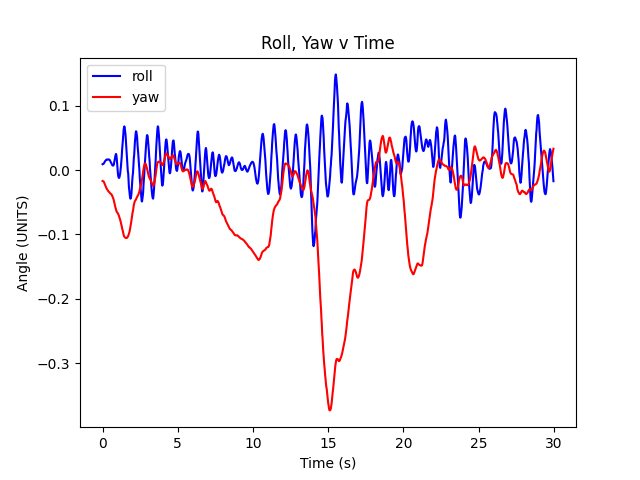 Roll, Yaw v Time
roll
yaw
0.1
0.0
−0.1
−0.2
−0.3
Angle (UNITS)
0 5 10 15 20 25 30
Time (s)